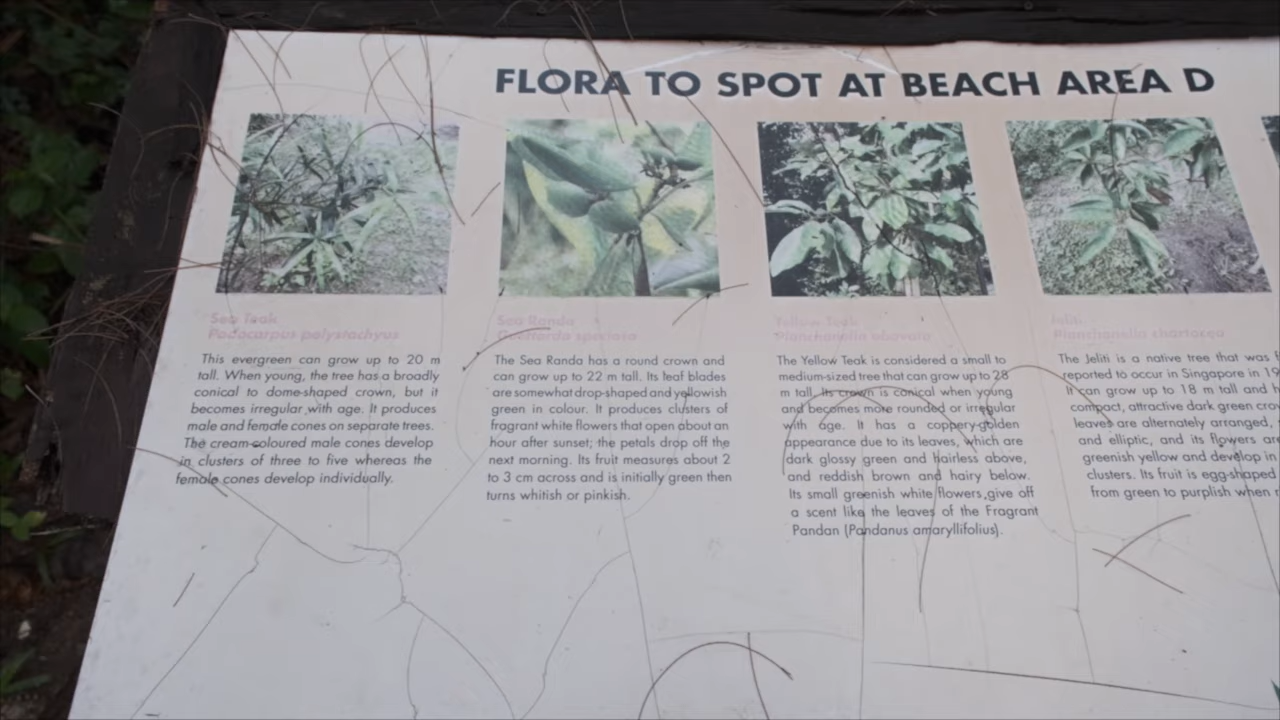 FLORA TO SPOT AT BEACH AREA D
Sea Teak
Podocarpus polystachyus
This evergreen can grow up to 20 m
tall. When young, the tree has a broadly
conical to dome-shaped crown, but it
becomes irregular with age. It produces
male and female cones on separate trees.
The cream-coloured male cones develop
in clusters of three to five whereas the
female cones develop individually.
Sea Randa
Guettarda speciosa
The Sea Randa has a round crown and
can grow up to 22 m tall. Its leaf blades
are somewhat drop-shaped and yellowish
green in colour. It produces clusters of
fragrant white flowers that open about an
hour after sunset; the petals drop off the
next morning. Its fruit measures about 2
to 3 cm across and is initially green then
turns whitish or pinkish.
Yellow Teak
Planchonella obovata
The Yellow Teak is considered a small to
medium-sized tree that can grow up to 28
m tall. Its crown is conical when young
and becomes more rounded or irregular
with age. It has a coppery-golden
appearance due to its leaves, which are
dark glossy green and hairless above,
and reddish brown and hairy below.
Its small greenish white flowers give off
a scent like the leaves of the Fragrant
Pandan (Pandanus amaryllifolius).
Jeliti
Planchonella chartacea
The Jeliti is a native tree that was
reported to occur in Singapore in 19
It can grow up to 18 m tall and
compact, attractive dark green
leaves are alternately arranged,
and elliptic, and its flowers
greenish yellow and develop in
clusters. Its fruit is egg-shaped
from green to purplish when